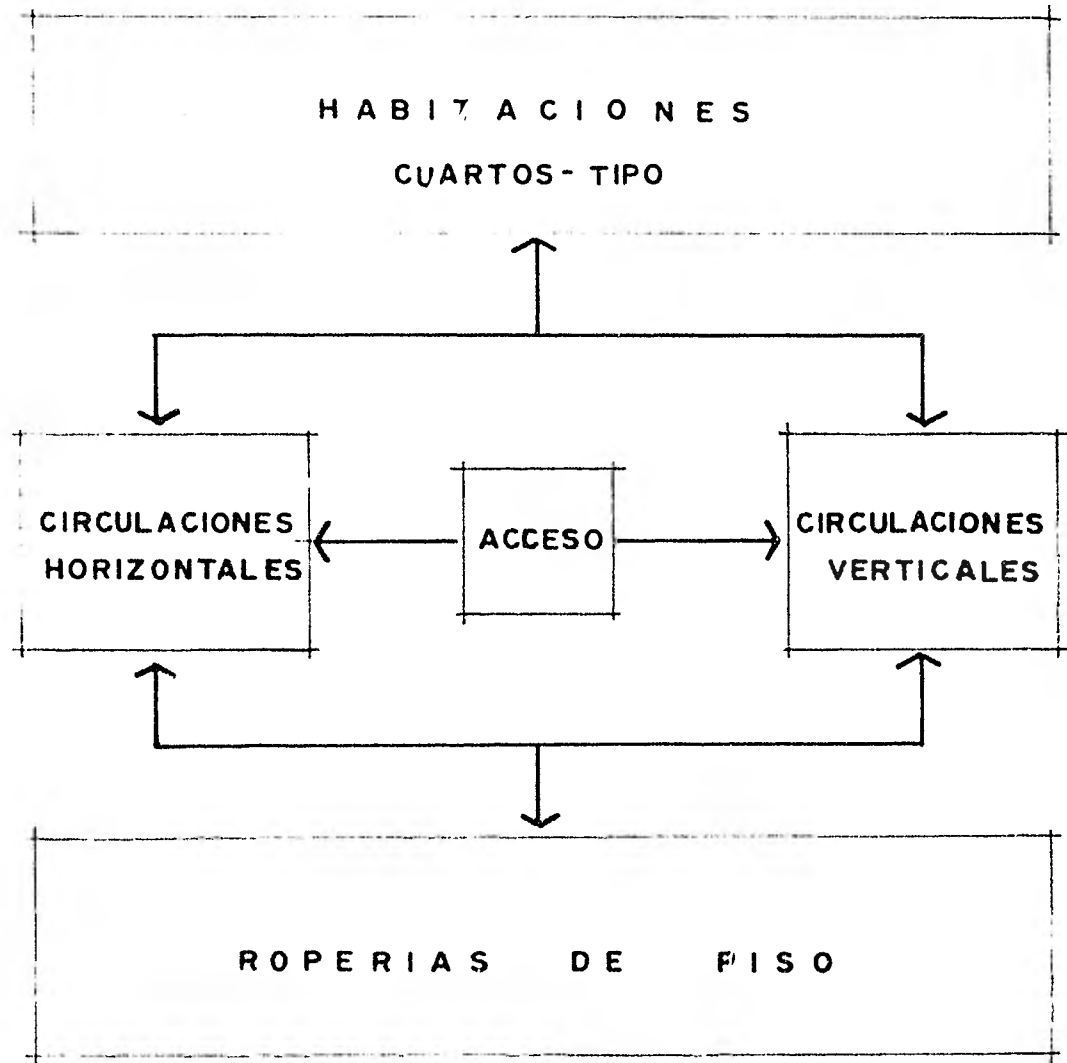 HABITACIONES
CUARTOS-TIPO
CIRCULACIONES
HORIZONTALES
ACCESO
CIRCULACIONES
VERTICALES
ROPERIAS DE PISO